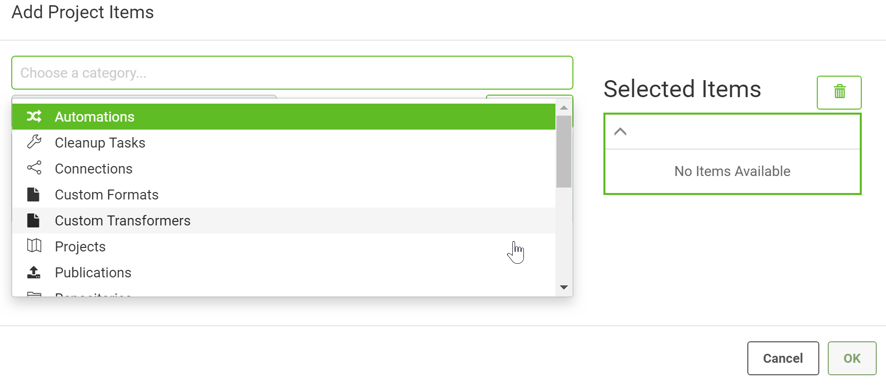 Add Project Items
Choose a category...
Selected Items
Automations
Cleanup Tasks
Connections
Custom Formats
Custom Transformers
Projects
Publications
Repositories
No Items Available
Cancel
OK